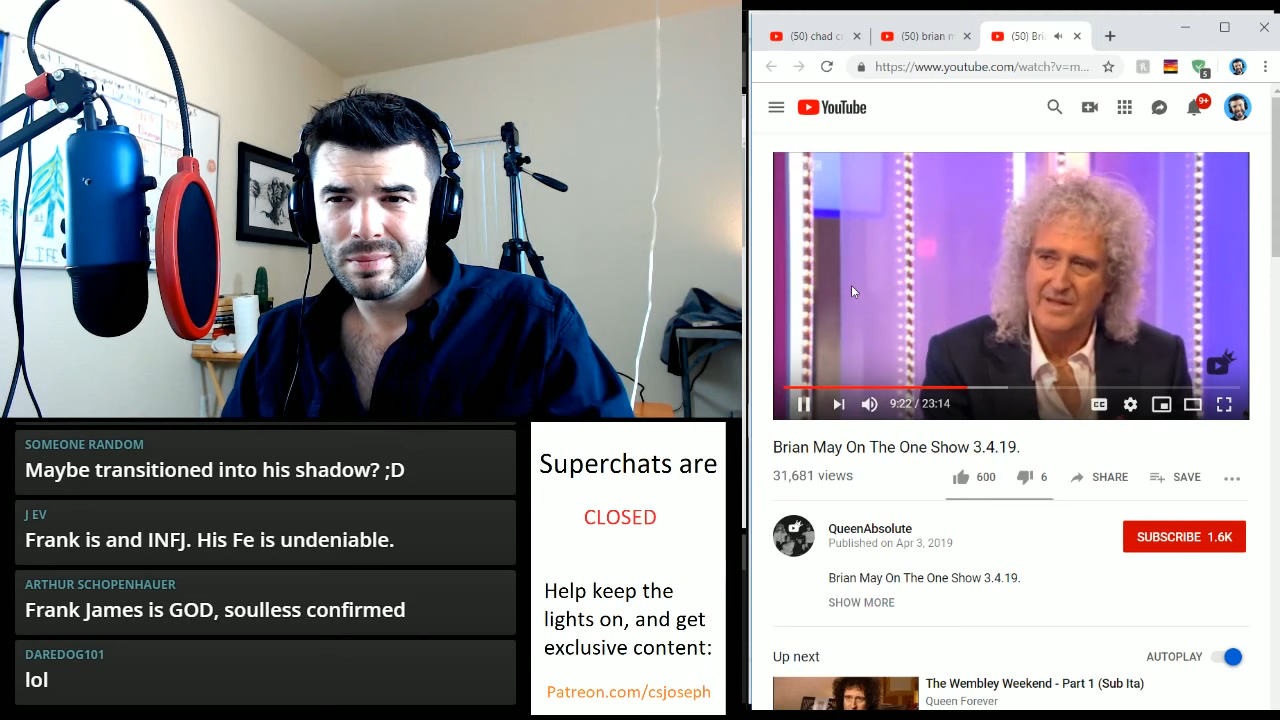 (50) chad c
(50) brian m
(50) Bri
https://www.youtube.com/watch?v=m...
5
YouTube
9+
LIFE
9:22 / 23:14
CC
Brian May On The One Show 3.4.19.
31,681 views
600
6
SHARE
SAVE
QueenAbsolute
Published on Apr 3, 2019
SUBSCRIBE 1.6K
Brian May On The One Show 3.4.19.
SHOW MORE
Up next
AUTOPLAY
The Wembley Weekend - Part 1 (Sub Ita)
Queen Forever
SOMEONE RANDOM
Maybe transitioned into his shadow? ;D
J EV
Frank is and INFJ. His Fe is undeniable.
ARTHUR SCHOPENHAUER
Frank James is GOD, soulless confirmed
DAREDOG101
lol
Superchats are
CLOSED
Help keep the
lights on, and get
exclusive content:
Patreon.com/csjoseph